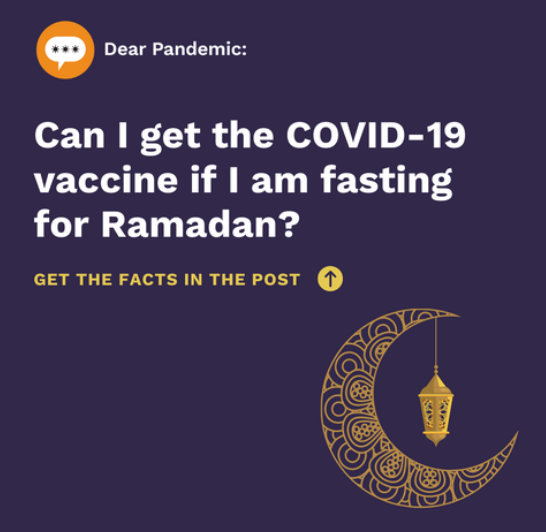 Dear Pandemic:
Can I get the COVID-19
vaccine if I am fasting
for Ramadan?
GET THE FACTS IN THE POST